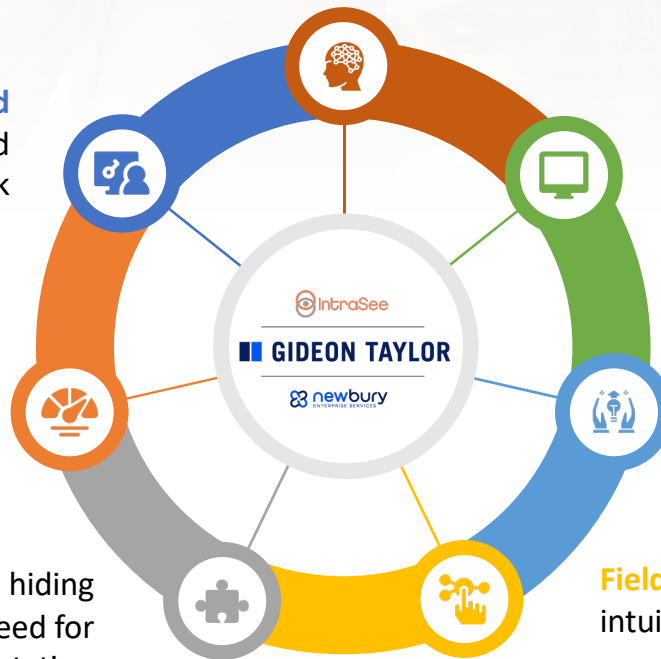 d
d
k
IntraSee
GIDEON TAYLOR
newbury
ENTERPRISE SERVICES
hiding
eed for
Field
intui